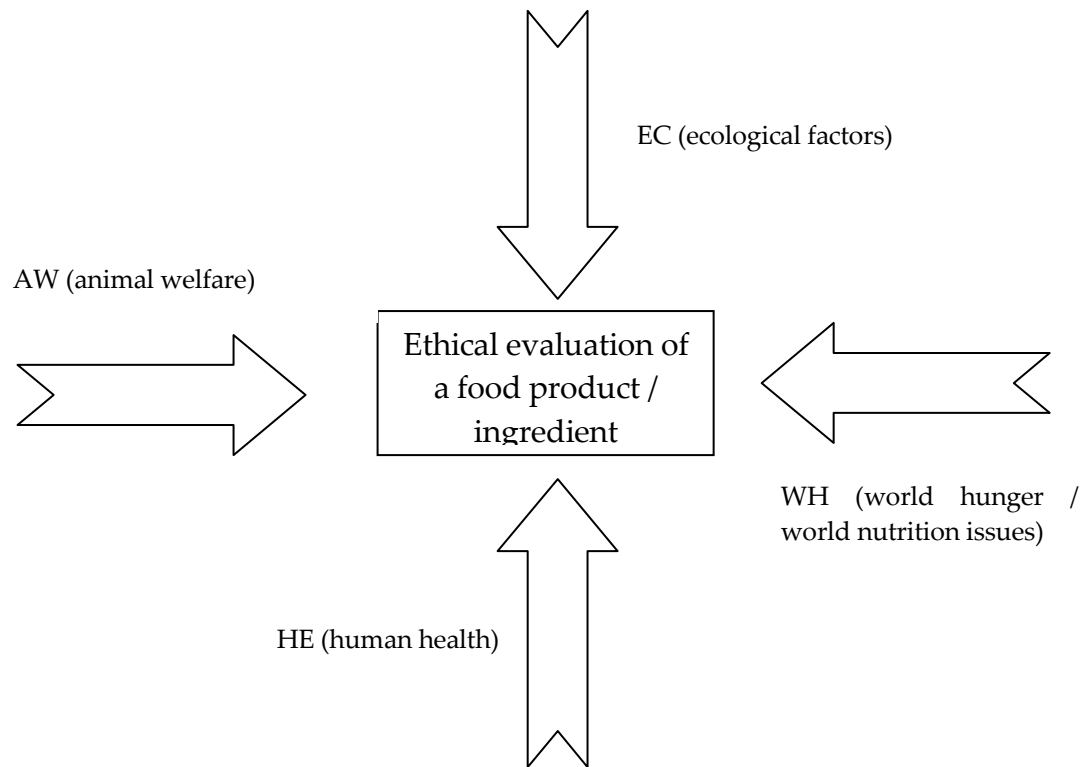 EC (ecological factors)
AW (animal welfare)
Ethical evaluation of
a food product /
ingredient
WH (world hunger /
world nutrition issues)
HE (human health)